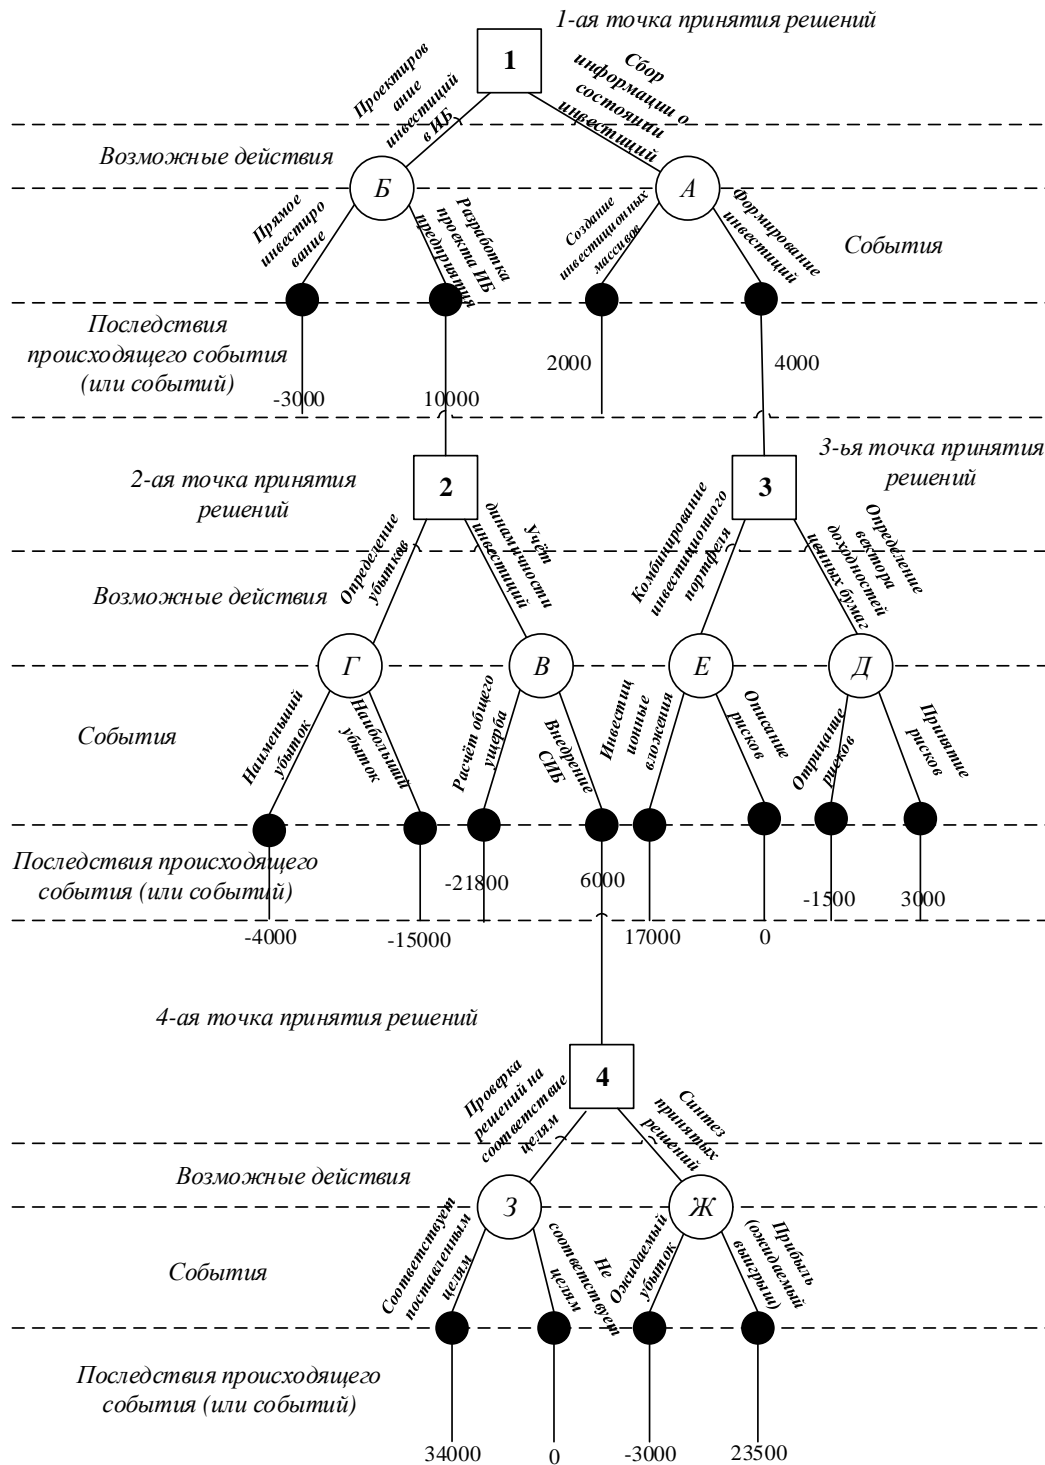 1-ая точка принятия решений
1
Проектиров
ание
инвестиций
в ИБ
Сбор
информации о
состоянии
инвестиций
Возможные действия
Б
А
Прямое
инвестиро
вание
Разработка
проекта ИБ
предприятия
Создание
инвестиционных
массивов
Формирование
инвестиций
События
Последствия
происходящего события
(или событий)
-3000
10000
2000
4000
2-ая точка принятия
решений
2
3
3-ья точка принятия
решений
Определение
убытков
Учёт
динамичности
инвестиций
Комбинирование
инвестиционного
портфеля
Определение
вектора
доходностей
ценных бумаг
Возможные действия
Г
В
Е
Д
События
Наименьший
убыток
Наибольший
убыток
Расчёт общего
ущерба
Внедрение
СИБ
Инвестиц
ионные
вложения
Описание
рисков
Отрицание
рисков
Принятие
рисков
Последствия происходящего
события (или событий)
-4000
-15000
-21800
6000
17000
0
-1500
3000
4-ая точка принятия решений
4
Проверка
решений на
соответствие
целям
Синтез
принятых
решений
Возможные действия
З
Ж
События
Соответствует
поставленным
целям
Не
соответствует
целям
Ожидаемый
убыток
Прибыль
(ожидаемый
выигрыш)
Последствия происходящего
события (или событий)
34000
0
-3000
23500